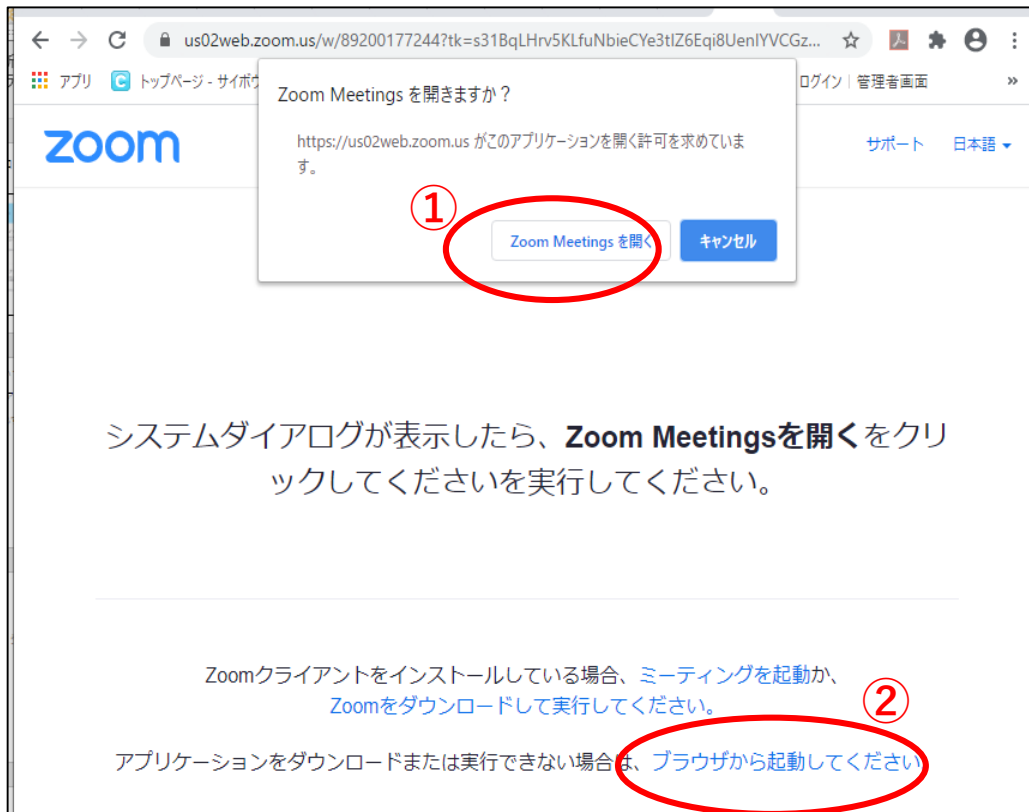 us02web.zoom.us/w/89200177244?tk=s31BqLHrv5KLfuNbieCYe3tIZ6Eqi8UenIYVCGz...
アプリ トップページ - サイボウ ログイン | 管理者画面 »
Zoom Meetings を開きますか？
https://us02web.zoom.us がこのアプリケーションを開く許可を求めていま
す。
zoom サポート 日本語
①
Zoom Meetings を開く キャンセル
システムダイアログが表示したら、Zoom Meetingsを開くをクリ
ックしてくださいを実行してください。
Zoomクライアントをインストールしている場合、ミーティングを起動か、
Zoomをダウンロードして実行してください。
②
アプリケーションをダウンロードまたは実行できない場合は、ブラウザから起動してください